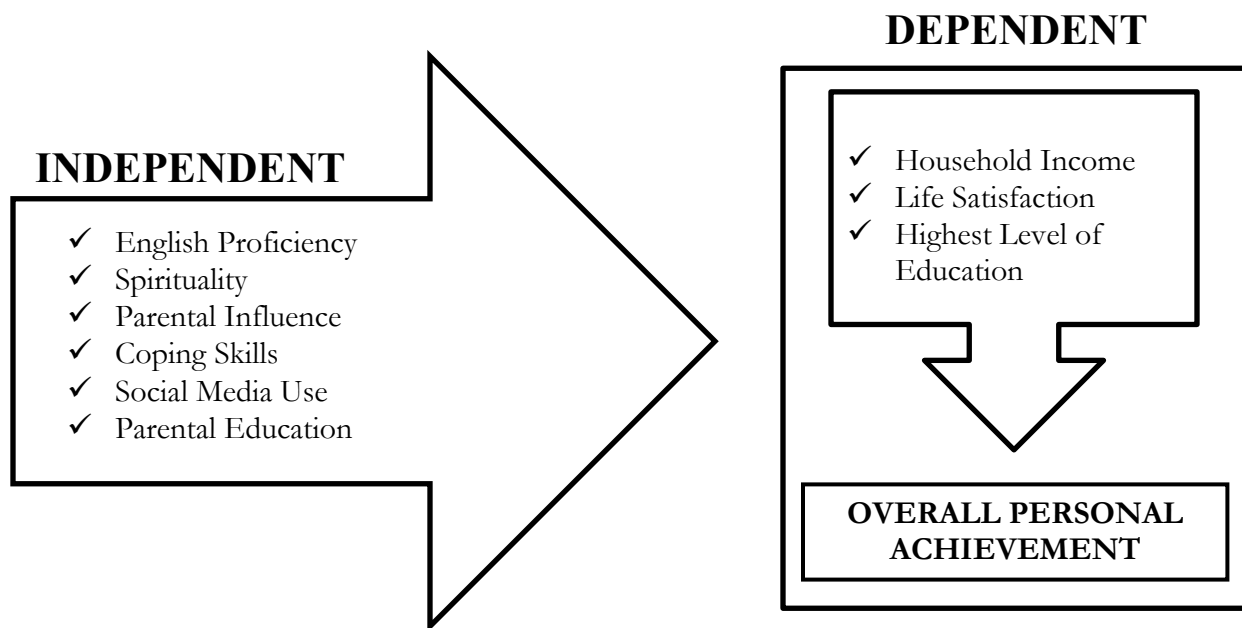 INDEPENDENT
✓ English Proficiency
✓ Spirituality
✓ Parental Influence
✓ Coping Skills
✓ Social Media Use
✓ Parental Education
DEPENDENT
✓ Household Income
✓ Life Satisfaction
✓ Highest Level of
Education
OVERALL PERSONAL
ACHIEVEMENT